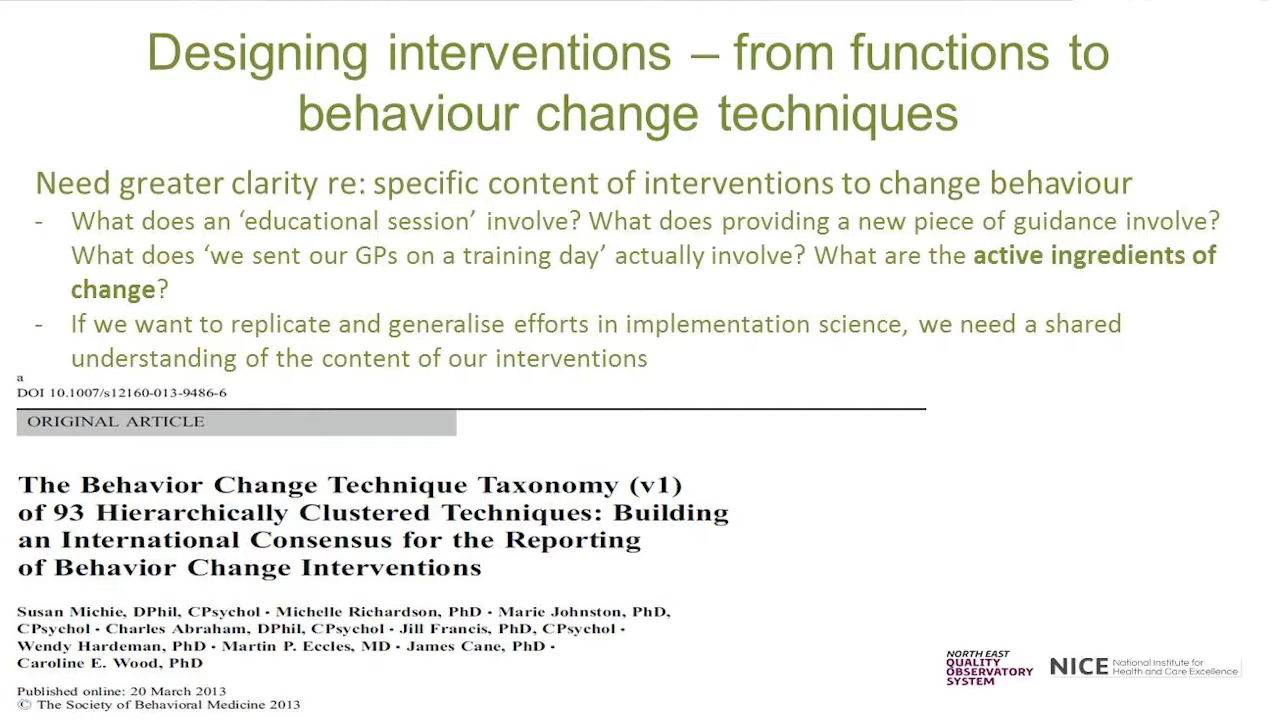 Designing interventions – from functions to
behaviour change techniques
Need greater clarity re: specific content of interventions to change behaviour
- What does an ‘educational session’ involve? What does providing a new piece of guidance involve?
What does ‘we sent our GPs on a training day’ actually involve? What are the active ingredients of
change?
- If we want to replicate and generalise efforts in implementation science, we need a shared
understanding of the content of our interventions
a
DOI 10.1007/s12160-013-9486-6
ORIGINAL ARTICLE
The Behavior Change Technique Taxonomy (v1)
of 93 Hierarchically Clustered Techniques: Building
an International Consensus for the Reporting
of Behavior Change Interventions
Susan Michie, DPhil, CPsychol · Michelle Richardson, PhD · Marie Johnston, PhD,
CPsychol · Charles Abraham, DPhil, CPsychol · Jill Francis, PhD, CPsychol ·
Wendy Hardeman, PhD · Martin P. Eccles, MD · James Cane, PhD ·
Caroline E. Wood, PhD
Published online: 20 March 2013
© The Society of Behavioral Medicine 2013
NORTH EAST
QUALITY
OBSERVATORY
SYSTEM
NICE National Institute for
Health and Care Excellence